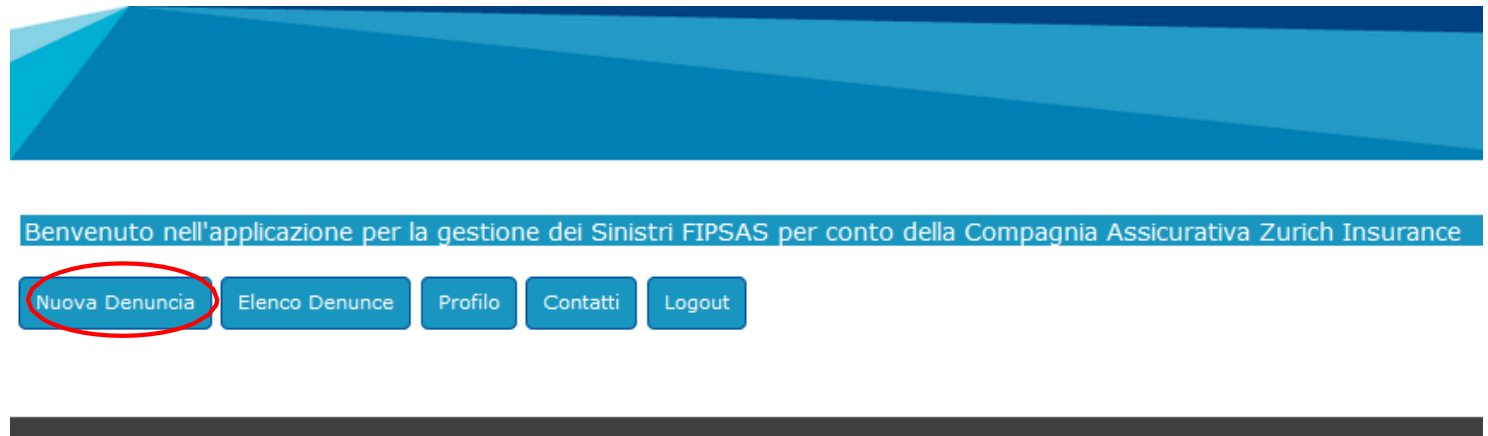 Benvenuto nell'applicazione per la gestione dei Sinistri FIPSAS per conto della Compagnia Assicurativa Zurich Insurance
Nuova Denuncia Elenco Denunce Profilo Contatti Logout